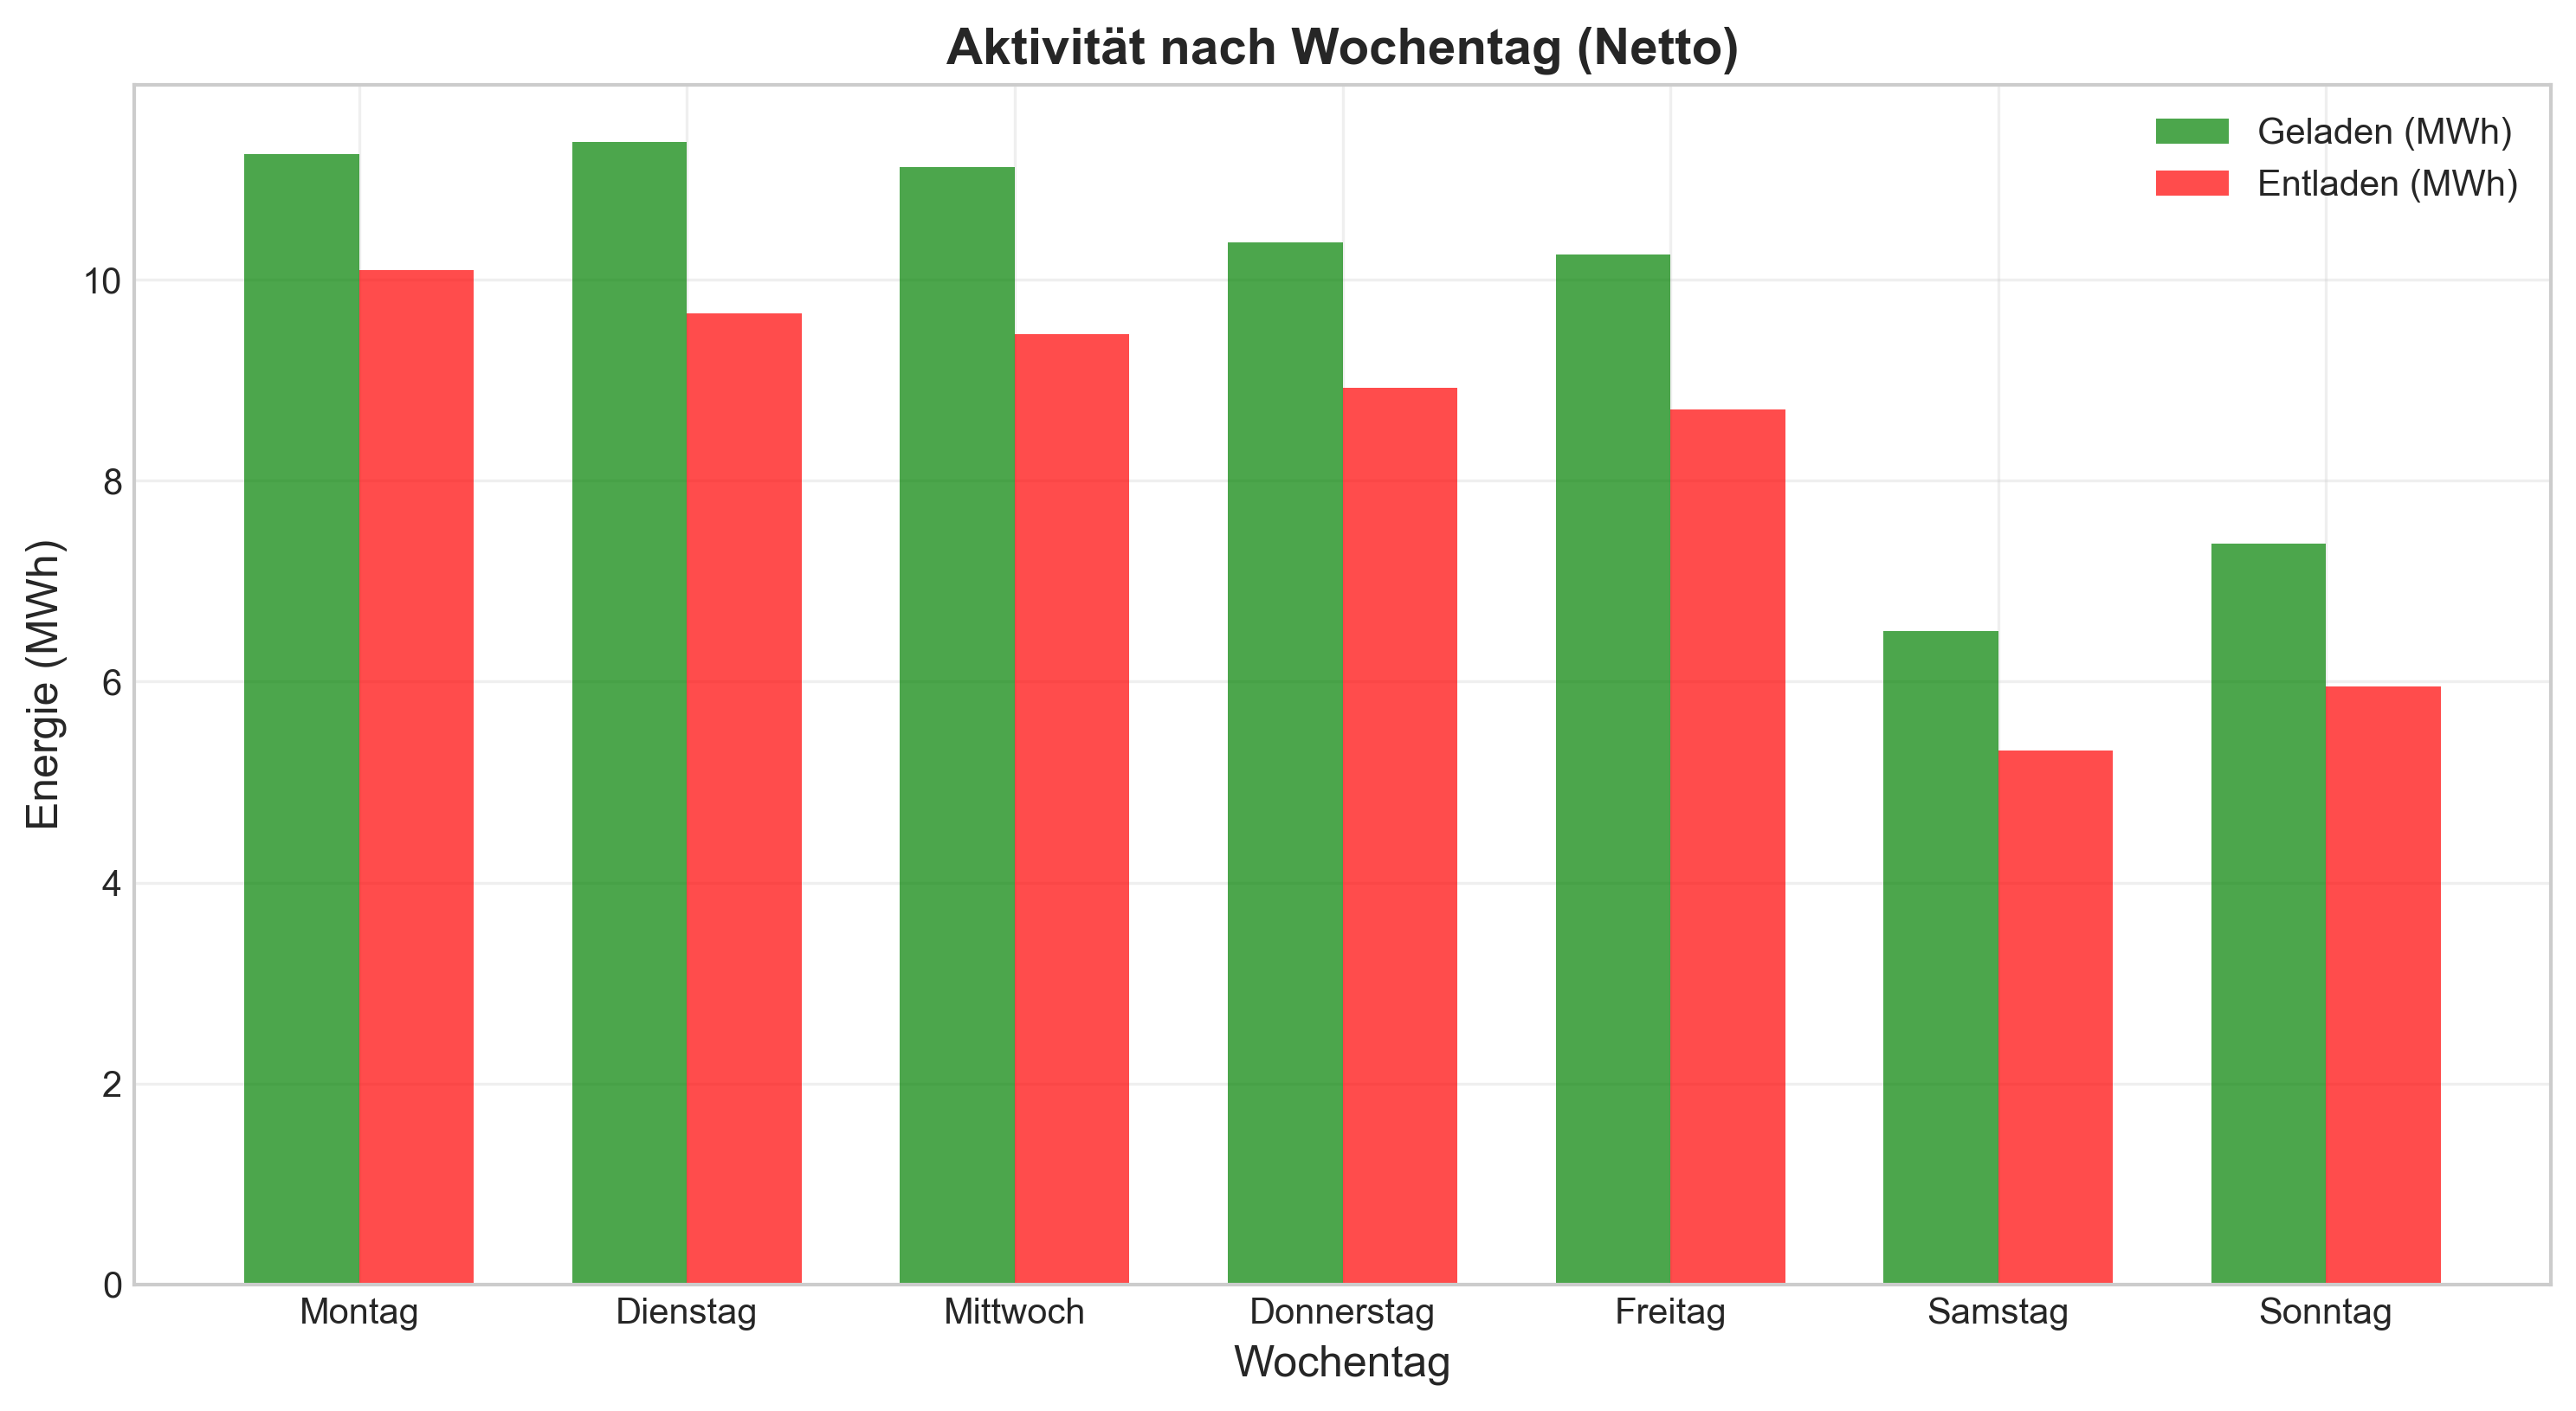 Aktivität nach Wochentag (Netto)
Geladen (MWh)
Entladen (MWh)
Energie (MWh)
10
8
6
4
2
0
Montag Dienstag Mittwoch Donnerstag Freitag Samstag Sonntag
Wochentag